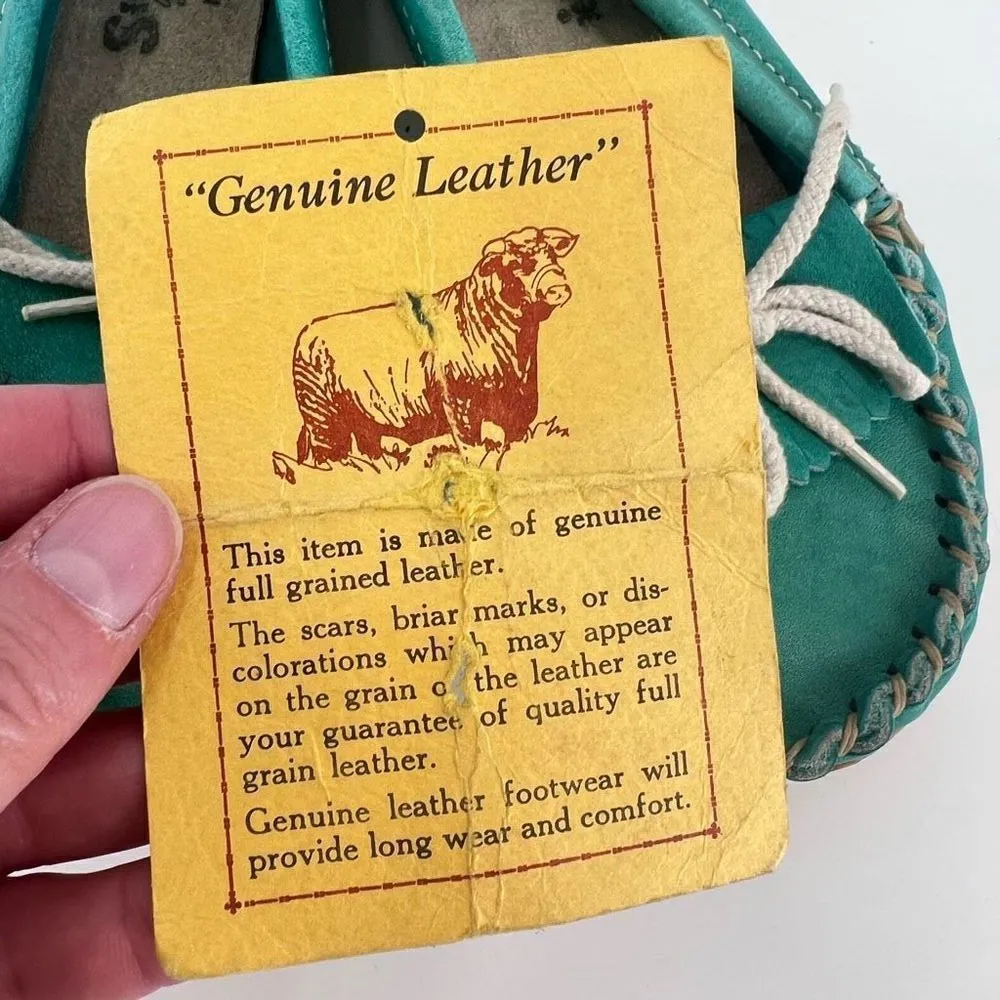 "Genuine Leather"
This item is made of genuine
full grained leather.
The scars, briar marks, or dis-
colorations which may appear
on the grain of the leather are
your guarantee of quality full
grain leather.
Genuine leather footwear will
provide long wear and comfort.